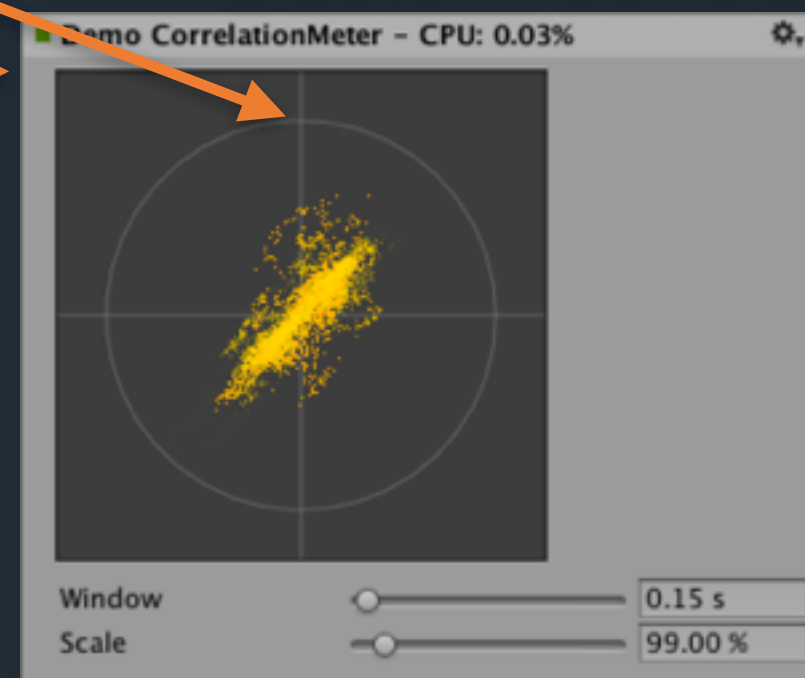 Demo CorrelationMeter – CPU: 0.03%
Window 0.15 s
Scale 99.00 %